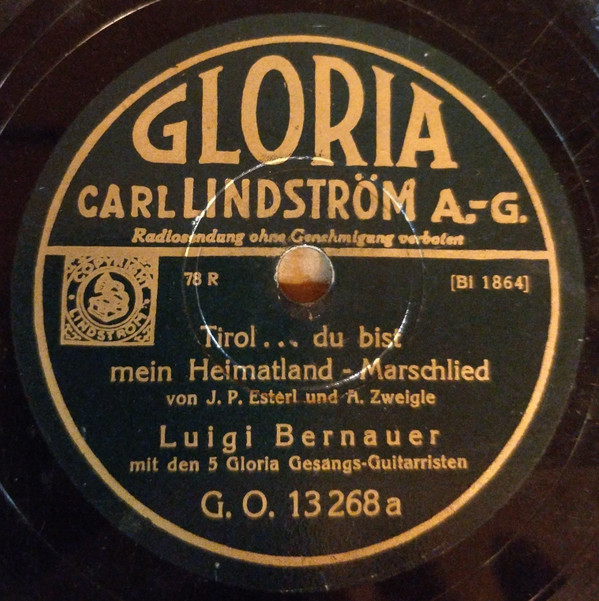 GLORIA
CARL LINDSTRÖM A.-G.
Radiosendung ohne Genehmigung verboten
COPYRIGHT
LINDSTRÖM
78 R
[Bi 1864]
Tirol... du bist
mein Heimatland - Marschlied
von J. P. Esterl und A. Zweigle
Luigi Bernauer
mit den 5 Gloria Gesangs-Guitarristen
G. O. 13268a